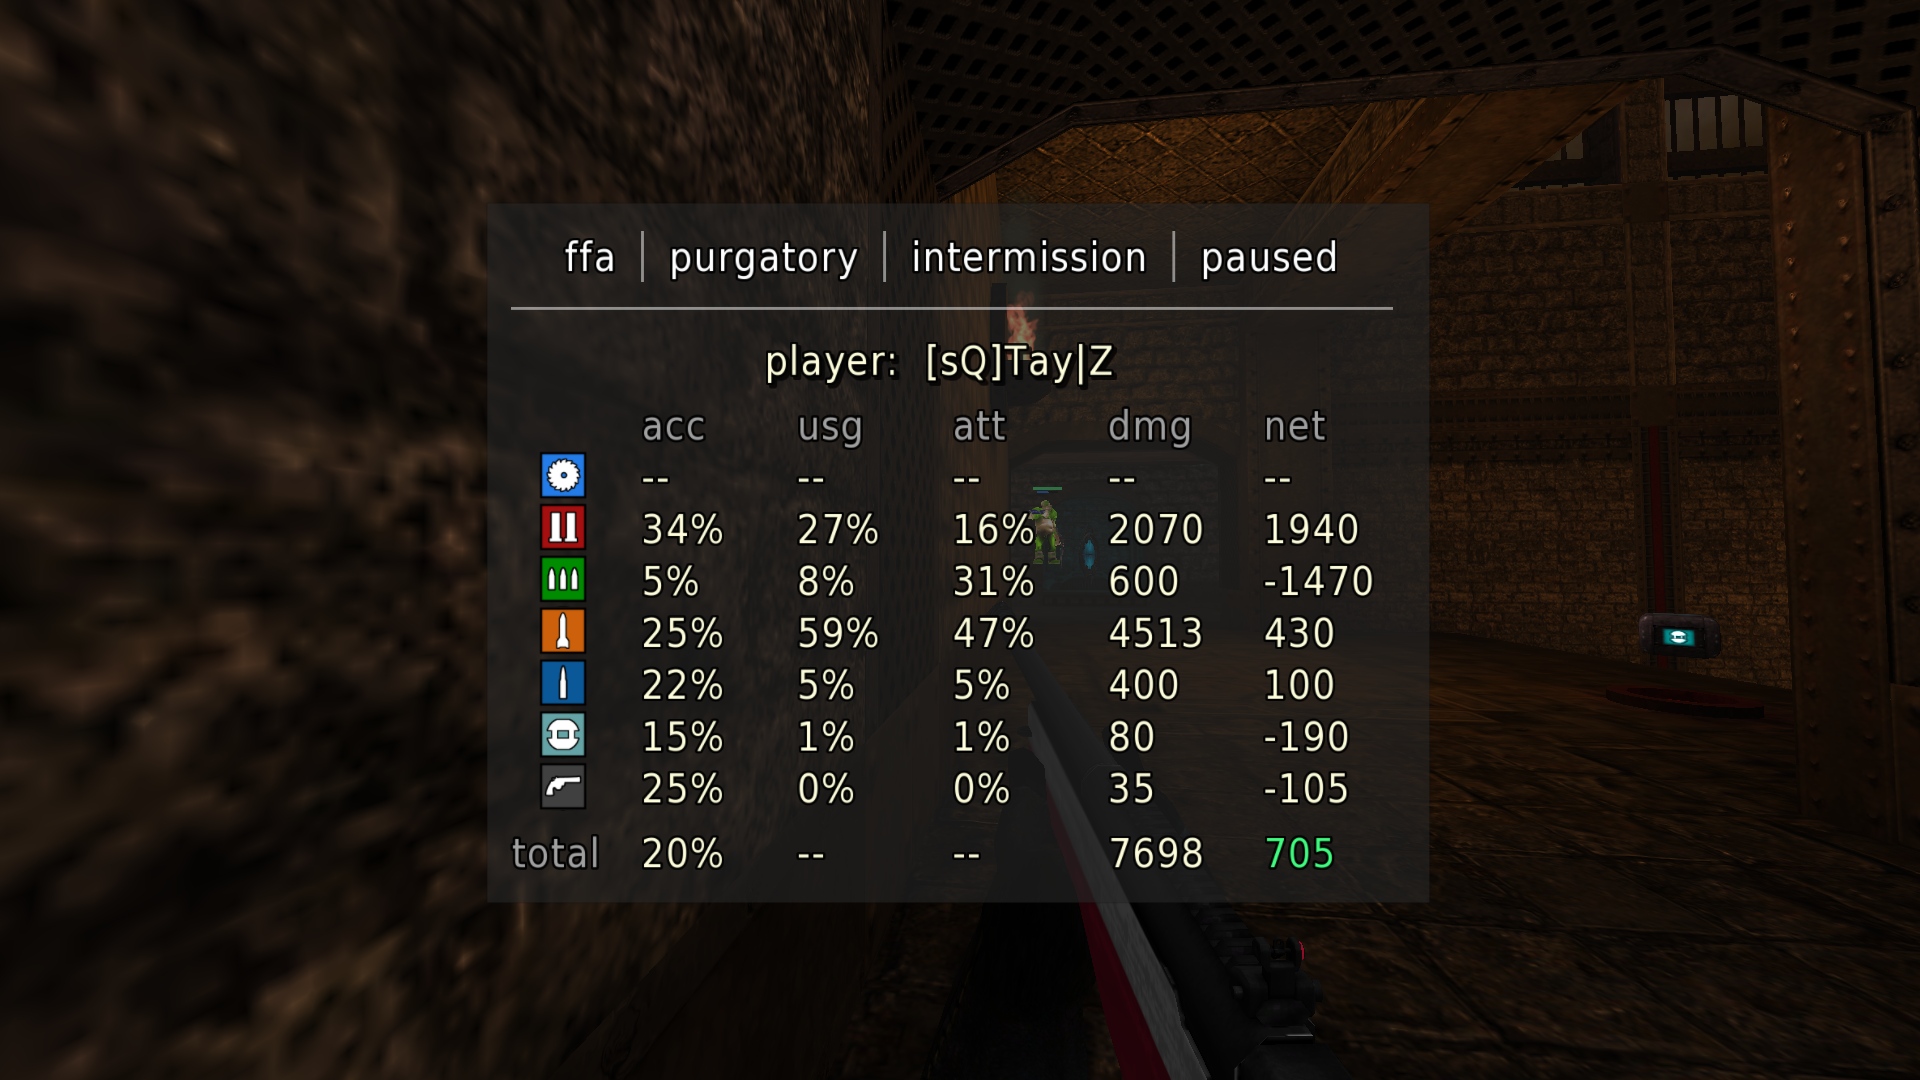 ffa | purgatory | intermission | paused
player: [sQ]Tay|Z
acc usg att dmg net
-- -- -- -- --
34% 27% 16% 2070 1940
5% 8% 31% 600 -1470
25% 59% 47% 4513 430
22% 5% 5% 400 100
15% 1% 1% 80 -190
25% 0% 0% 35 -105
total 20% -- -- 7698 705